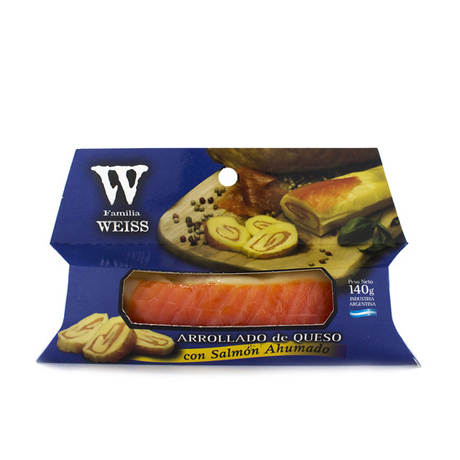 W
Familia
WEISS
Peso Neto
140g
INDUSTRIA
ARGENTINA
ARROLLADO de QUESO
con Salmón Ahumado